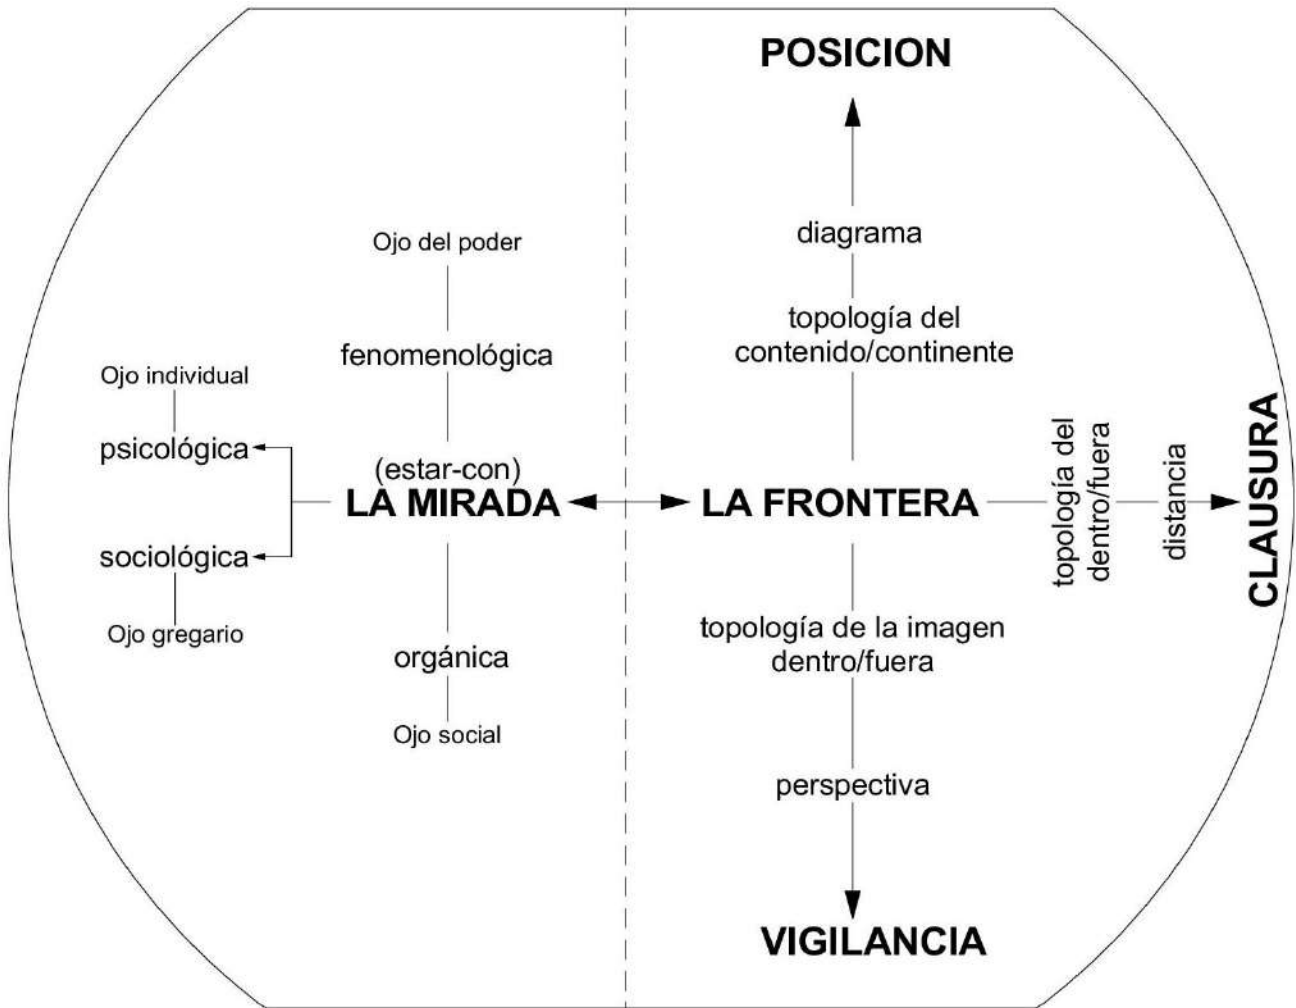 POSICION
diagrama
Ojo del poder
topología del
contenido/continente
fenomenológica
Ojo individual
psicológica
(estar-con)
LA MIRADA
LA FRONTERA
topología del
dentro/fuera
distancia
CLAUSURA
sociológica
Ojo gregario
topología de la imagen
dentro/fuera
orgánica
Ojo social
perspectiva
VIGILANCIA